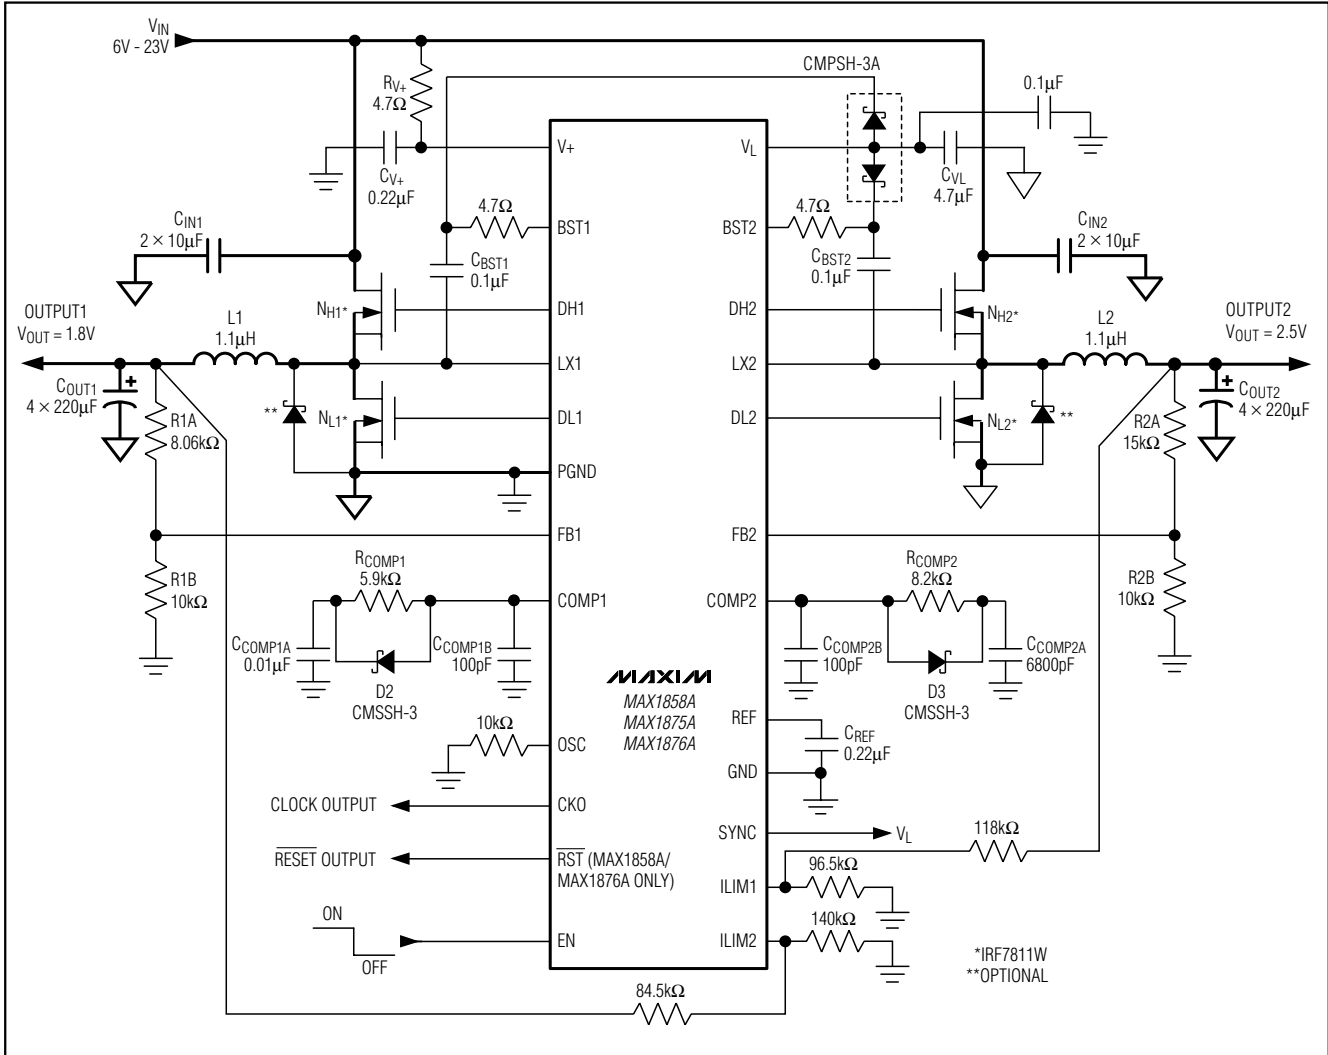 VIN
6V - 23V
RV+
4.7Ω
CV+
0.22µF
CMPSH-3A
0.1µF
CVL
4.7µF
V+
VL
4.7Ω
BST1
BST2
4.7Ω
CIN1
2 × 10µF
CBST1
0.1µF
CBST2
0.1µF
CIN2
2 × 10µF
OUTPUT1
VOUT = 1.8V
L1
1.1µH
NH1*
DH1
DH2
NH2*
L2
1.1µH
OUTPUT2
VOUT = 2.5V
LX1
LX2
COUT1
4 × 220µF
R1A
8.06kΩ
**
NL1*
DL1
DL2
NL2*
**
R2A
15kΩ
COUT2
4 × 220µF
PGND
FB1
FB2
R1B
10kΩ
RCOMP1
5.9kΩ
COMP1
COMP2
RCOMP2
8.2kΩ
R2B
10kΩ
CCOMP1A
0.01µF
CCOMP1B
100pF
D2
CMSSH-3
CCOMP2B
100pF
CCOMP2A
6800pF
D3
CMSSH-3
MAXIM
MAX1858A
MAX1875A
MAX1876A
10kΩ
OSC
REF
CREF
0.22µF
GND
CLOCK OUTPUT
CKO
SYNC
VL
118kΩ
RESET OUTPUT
RST (MAX1858A/
MAX1876A ONLY)
ILIM1
96.5kΩ
ON
OFF
EN
ILIM2
140kΩ
84.5kΩ
*IRF7811W
**OPTIONAL